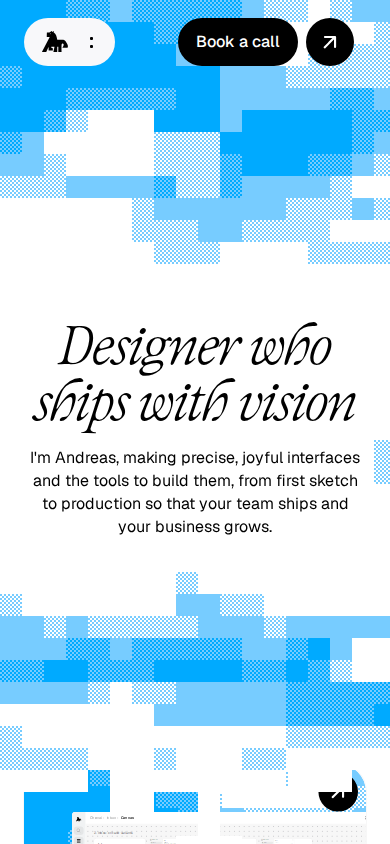 Book a call
Designer who
ships with vision
I'm Andreas, making precise, joyful interfaces
and the tools to build them, from first sketch
to production so that your team ships and
your business grows.
Canvas